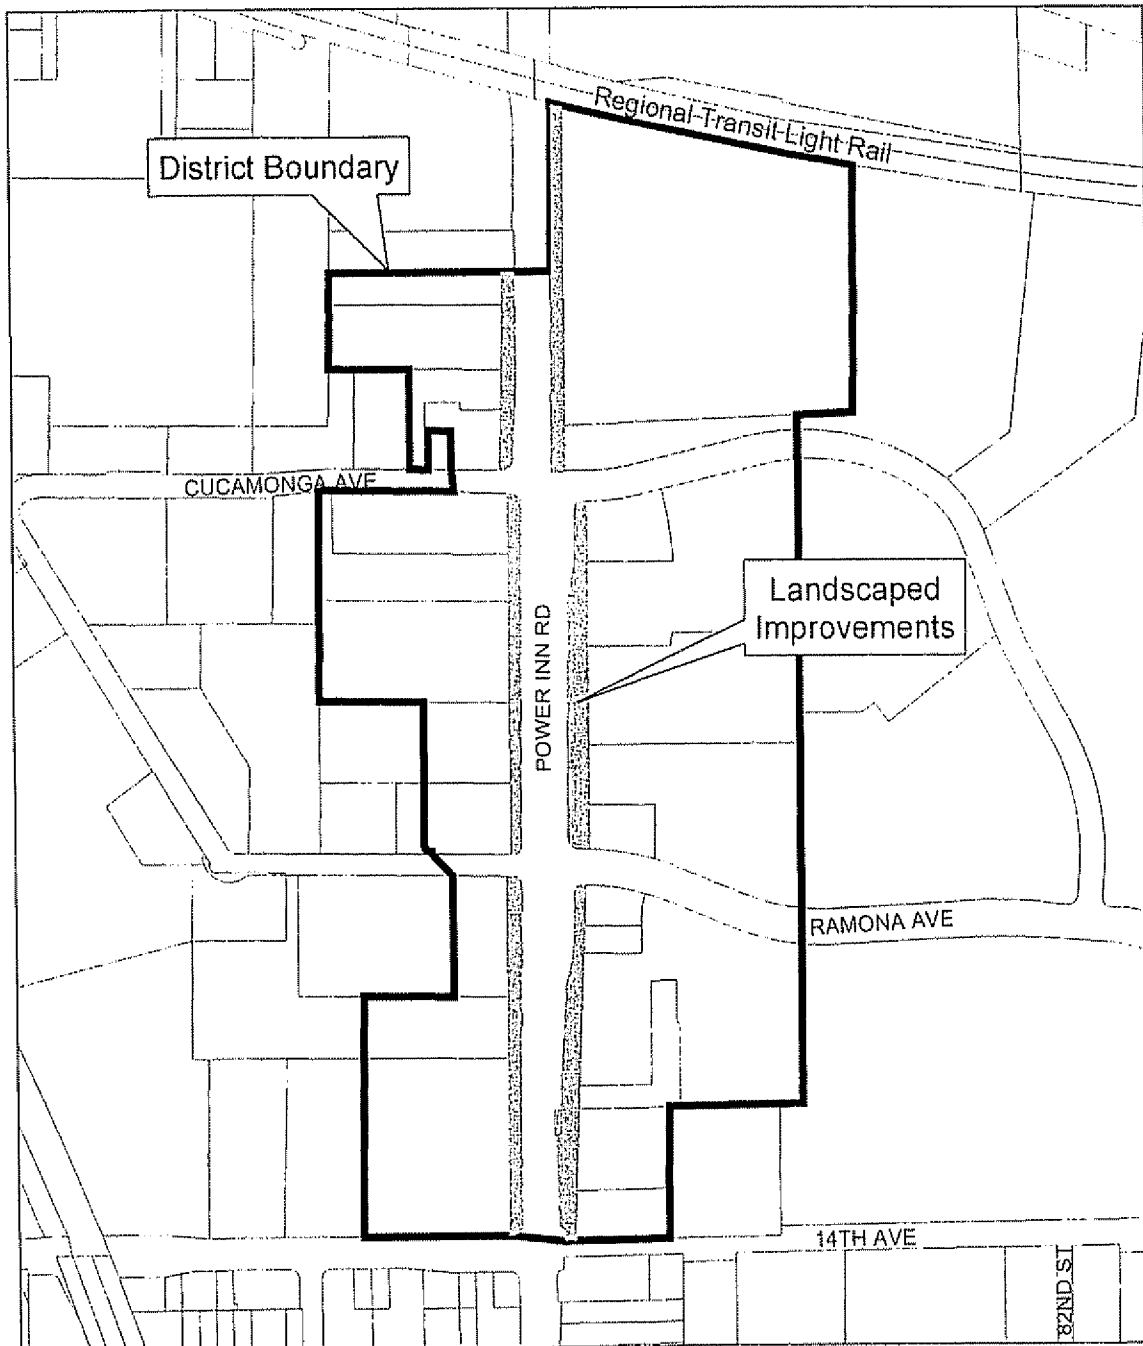 Regional Transit Light Rail
District Boundary
CUCAMONGA AVE
Landscaped
Improvements
POWER INN RD
RAMONA AVE
14TH AVE
82ND ST